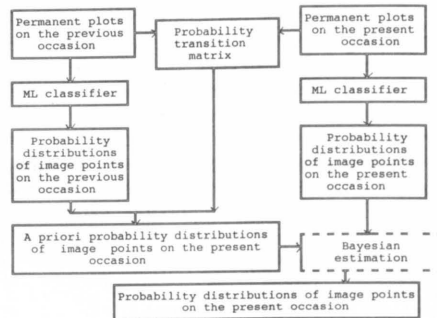 Permanent plots
on the previous
occasion
Probability
transition
matrix
Permanent plots
on the present
occasion
ML classifier
ML classifier
Probability
distributions
of image points
on the previous
occasion
Probability
distributions
of image points
on the present
occasion
A priori probability distributions
of image points on the present
occasion
Bayesian
estimation
Probability distributions of image points
on the present occasion